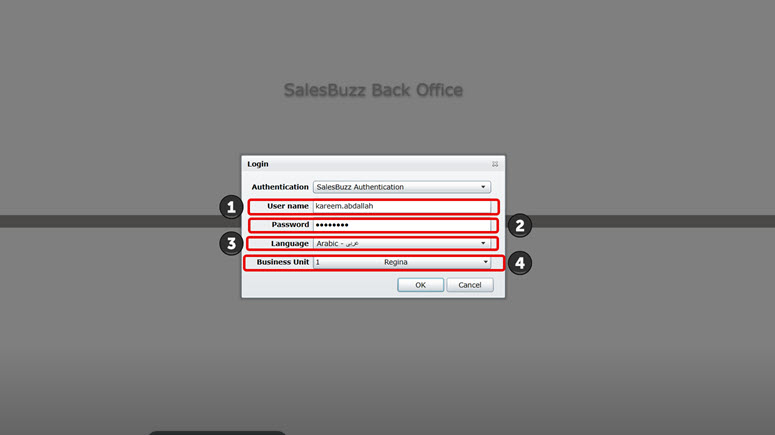 SalesBuzz Back Office
Login
Authentication SalesBuzz Authentication
1 User name kareem.abdallah
Password ●●●●●●●● 2
3 Language Arabic - عربي
Business Unit 1 Regina 4
OK Cancel